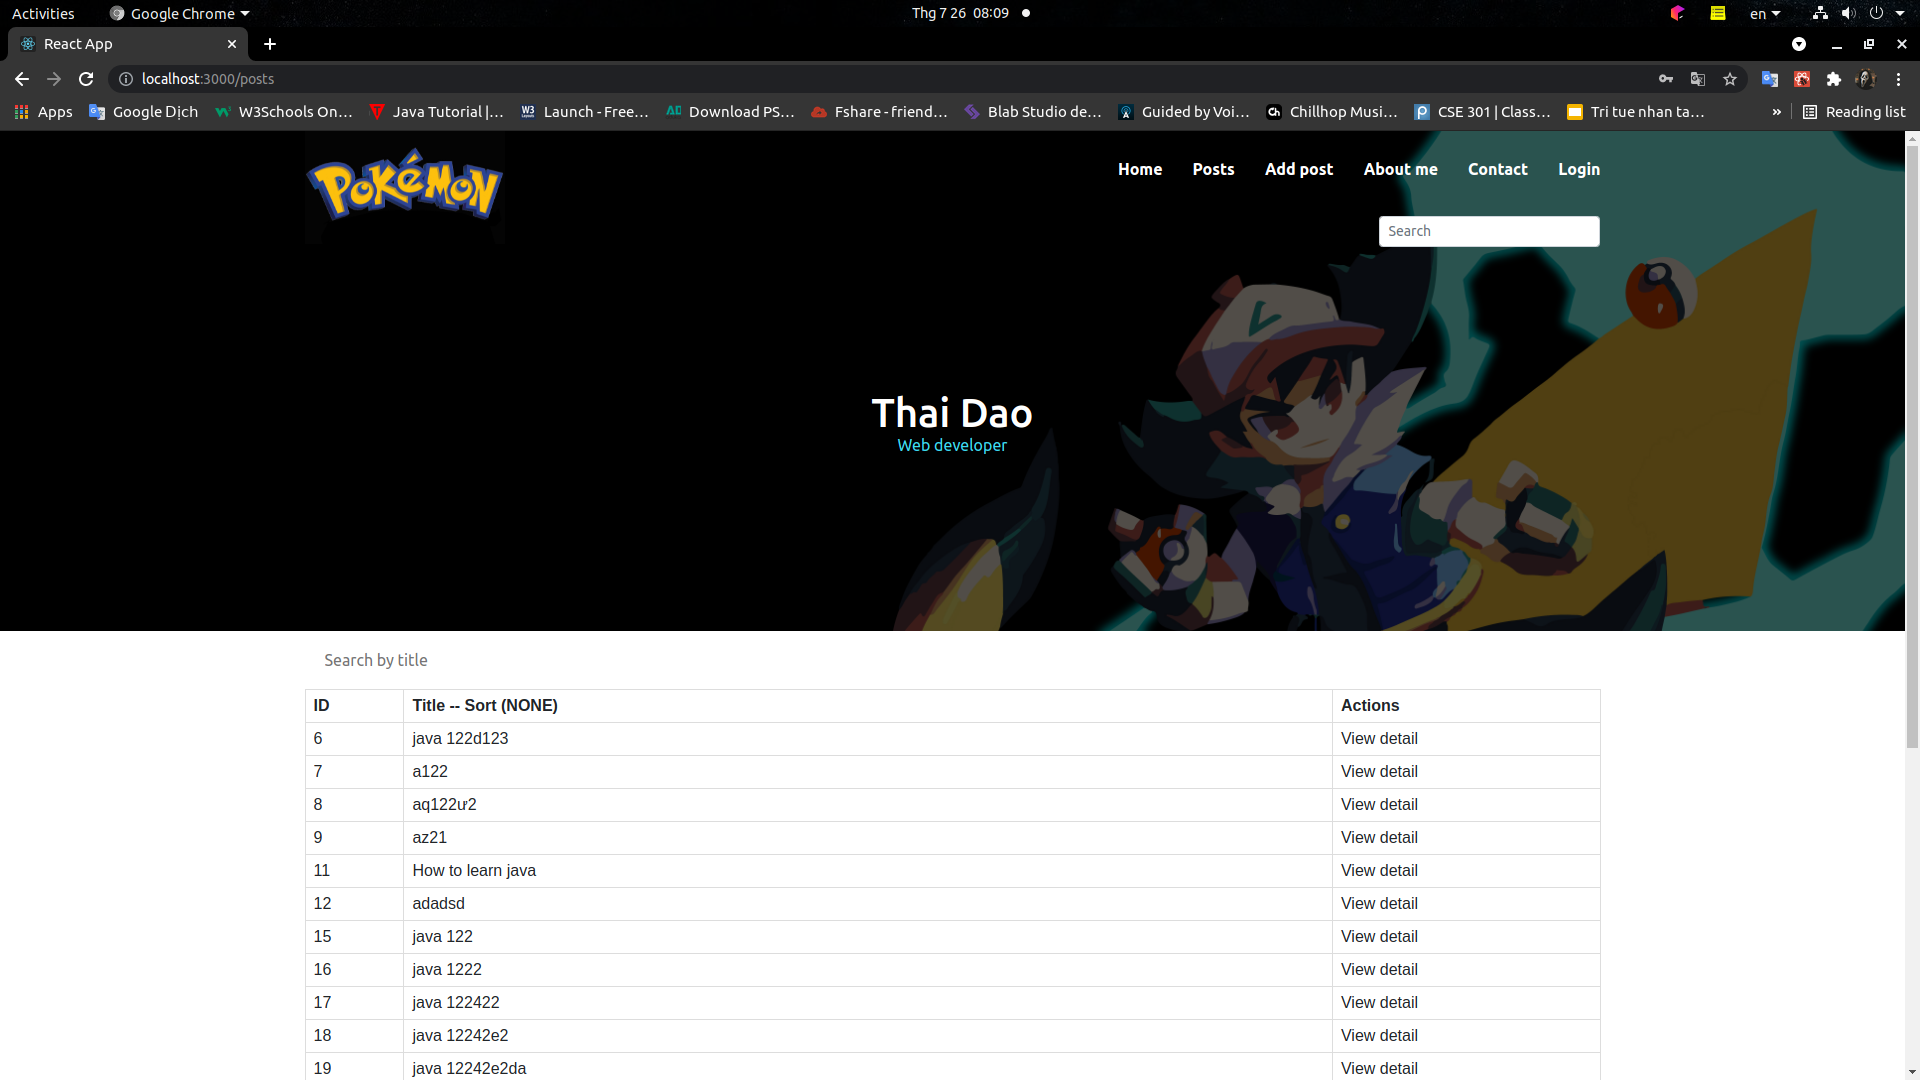 Activities Google Chrome Thg 7 26 08:09 en
React App
localhost:3000/posts
Apps Google Dịch W3Schools On... Java Tutorial |... Launch - Free... Download PS... Fshare - friend... Blab Studio de... Guided by Voi... Chillhop Musi... CSE 301 | Class... Tri tue nhan ta... » Reading list
POKéMON
Home Posts Add post About me Contact Login
Search
Thai Dao
Web developer
Search by title
ID Title -- Sort (NONE) Actions
6 java 122d123 View detail
7 a122 View detail
8 aq122ư2 View detail
9 az21 View detail
11 How to learn java View detail
12 adadsd View detail
15 java 122 View detail
16 java 1222 View detail
17 java 122422 View detail
18 java 12242e2 View detail
19 java 12242e2da View detail